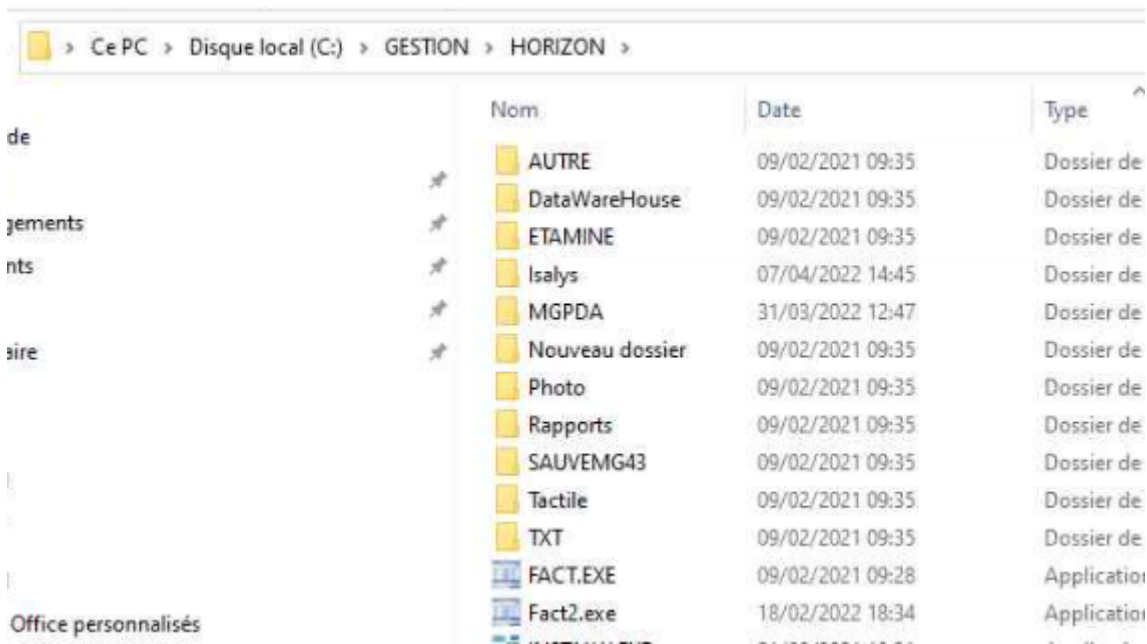 Ce PC > Disque local (C:) > GESTION > HORIZON >
Nom Date Type
de
AUTRE 09/02/2021 09:35 Dossier de
DataWareHouse 09/02/2021 09:35 Dossier de
gements
ETAMINE 09/02/2021 09:35 Dossier de
nts
Isalys 07/04/2022 14:45 Dossier de
MGPDA 31/03/2022 12:47 Dossier de
aire
Nouveau dossier 09/02/2021 09:35 Dossier de
Photo 09/02/2021 09:35 Dossier de
Rapports 09/02/2021 09:35 Dossier de
SAUVEMG43 09/02/2021 09:35 Dossier de
Tactile 09/02/2021 09:35 Dossier de
TXT 09/02/2021 09:35 Dossier de
FACT.EXE 09/02/2021 09:28 Application
Office personnalisés
Fact2.exe 18/02/2022 18:34 Application